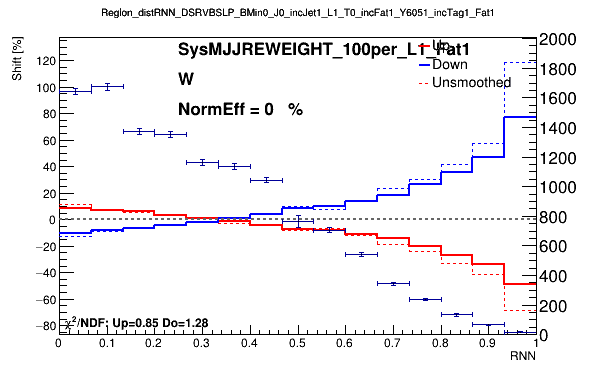 Region_distRNN_DSRVBSLP_BMin0_J0_incJet1_L1_T0_incFat1_Y6051_incTag1_Fat1
Shift [%]
SysMJJREWEIGHT_100per_L1_Fat1
W
NormEff = 0 %
Up
Down
Unsmoothed
120
100
80
60
40
20
0
−20
−40
−60
−80
2000
1800
1600
1400
1200
1000
800
600
400
200
0
χ²/NDF: Up=0.85 Do=1.28
0 0.1 0.2 0.3 0.4 0.5 0.6 0.7 0.8 0.9 1
RNN